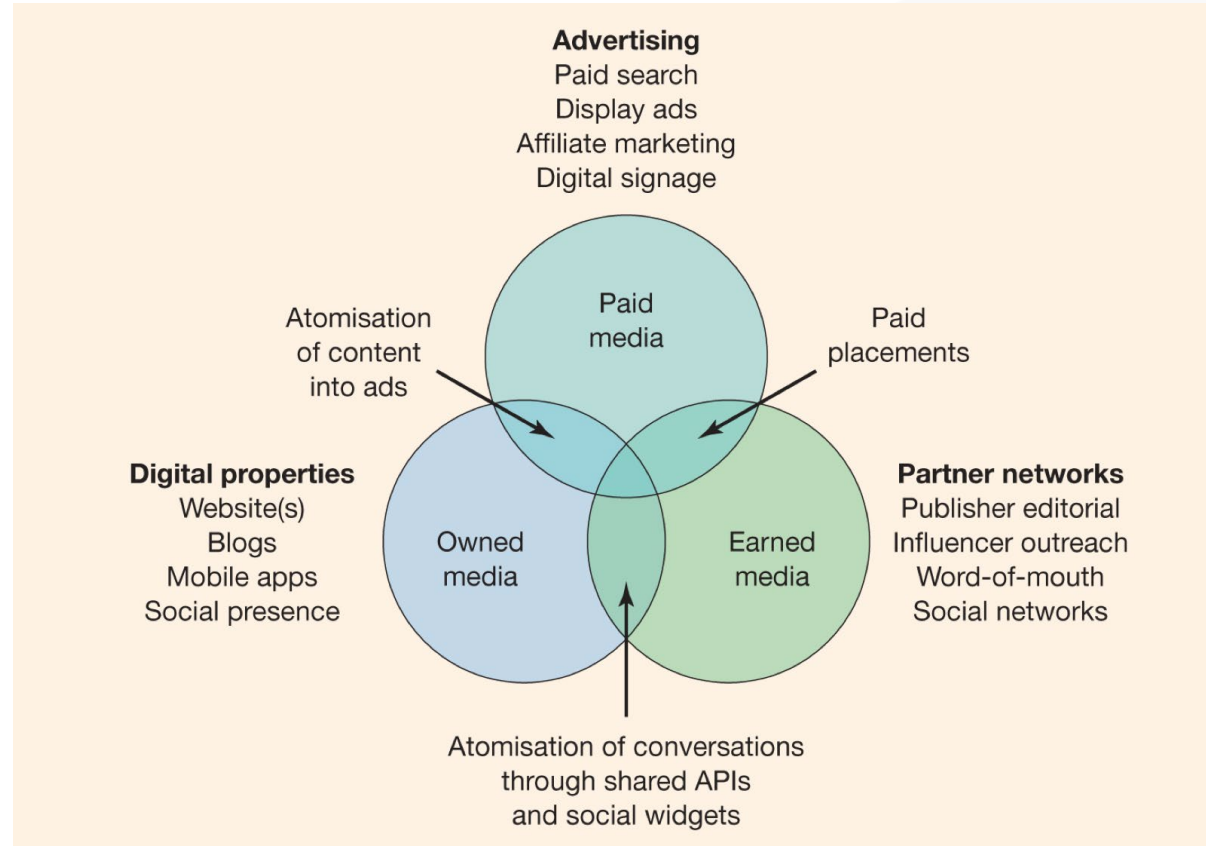 Advertising
Paid search
Display ads
Affiliate marketing
Digital signage
Paid
media
Atomisation
of content
into ads
Paid
placements
Digital properties
Website(s)
Blogs
Mobile apps
Social presence
Owned
media
Earned
media
Partner networks
Publisher editorial
Influencer outreach
Word-of-mouth
Social networks
Atomisation of conversations
through shared APIs
and social widgets